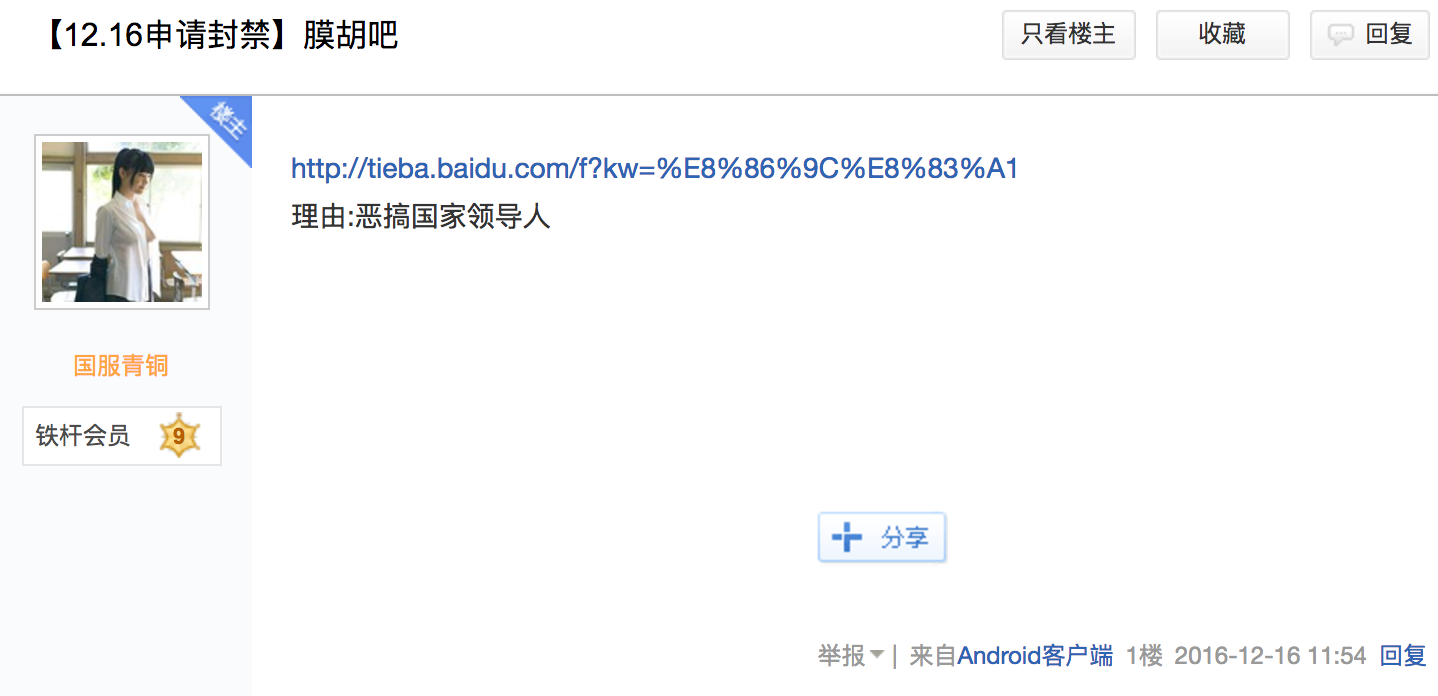 【12.16申请封禁】膜胡吧
只看楼主
收藏
回复
楼主
http://tieba.baidu.com/f?kw=%E8%86%9C%E8%83%A1
理由:恶搞国家领导人
国服青铜
铁杆会员 9
分享
举报 | 来自Android客户端 1楼 2016-12-16 11:54 回复